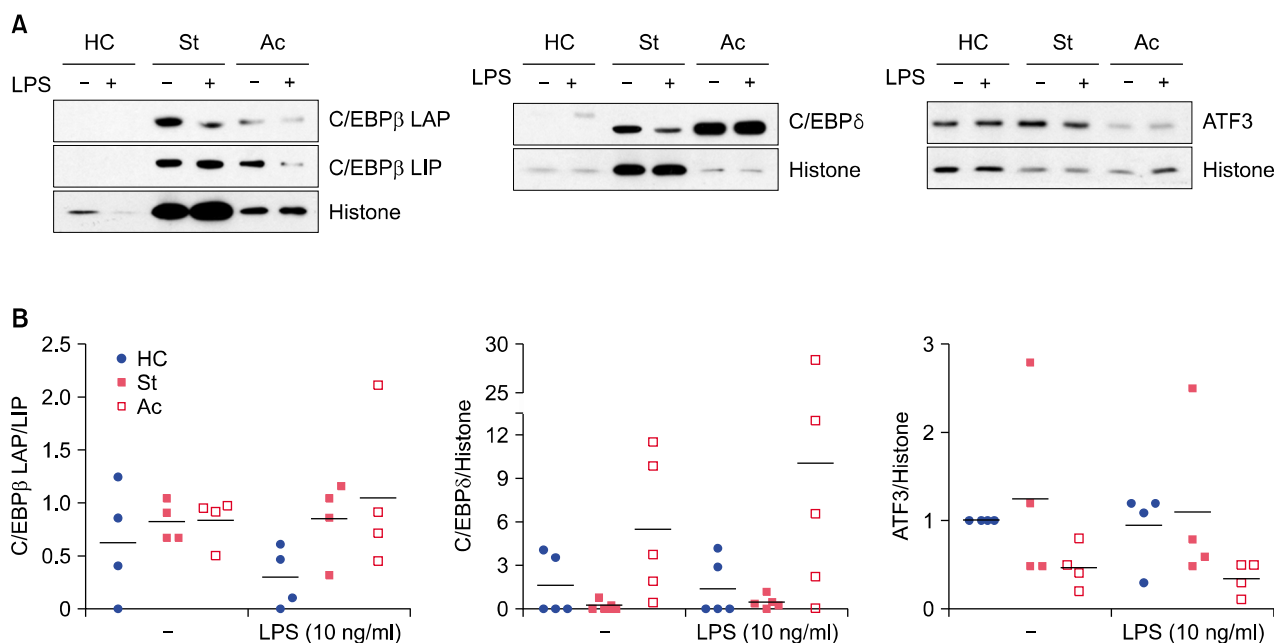 A
HC St Ac
LPS – + – + – +
C/EBPβ LAP
C/EBPβ LIP
Histone
HC St Ac
LPS – + – + – +
C/EBPδ
Histone
HC St Ac
LPS – + – + – +
ATF3
Histone
B
C/EBPβ LAP/LIP
2.5
2.0
1.5
1.0
0.5
0
HC
St
Ac
– LPS (10 ng/ml)
C/EBPδ/Histone
30
25
12
9
6
3
0
– LPS (10 ng/ml)
ATF3/Histone
3
2
1
0
– LPS (10 ng/ml)